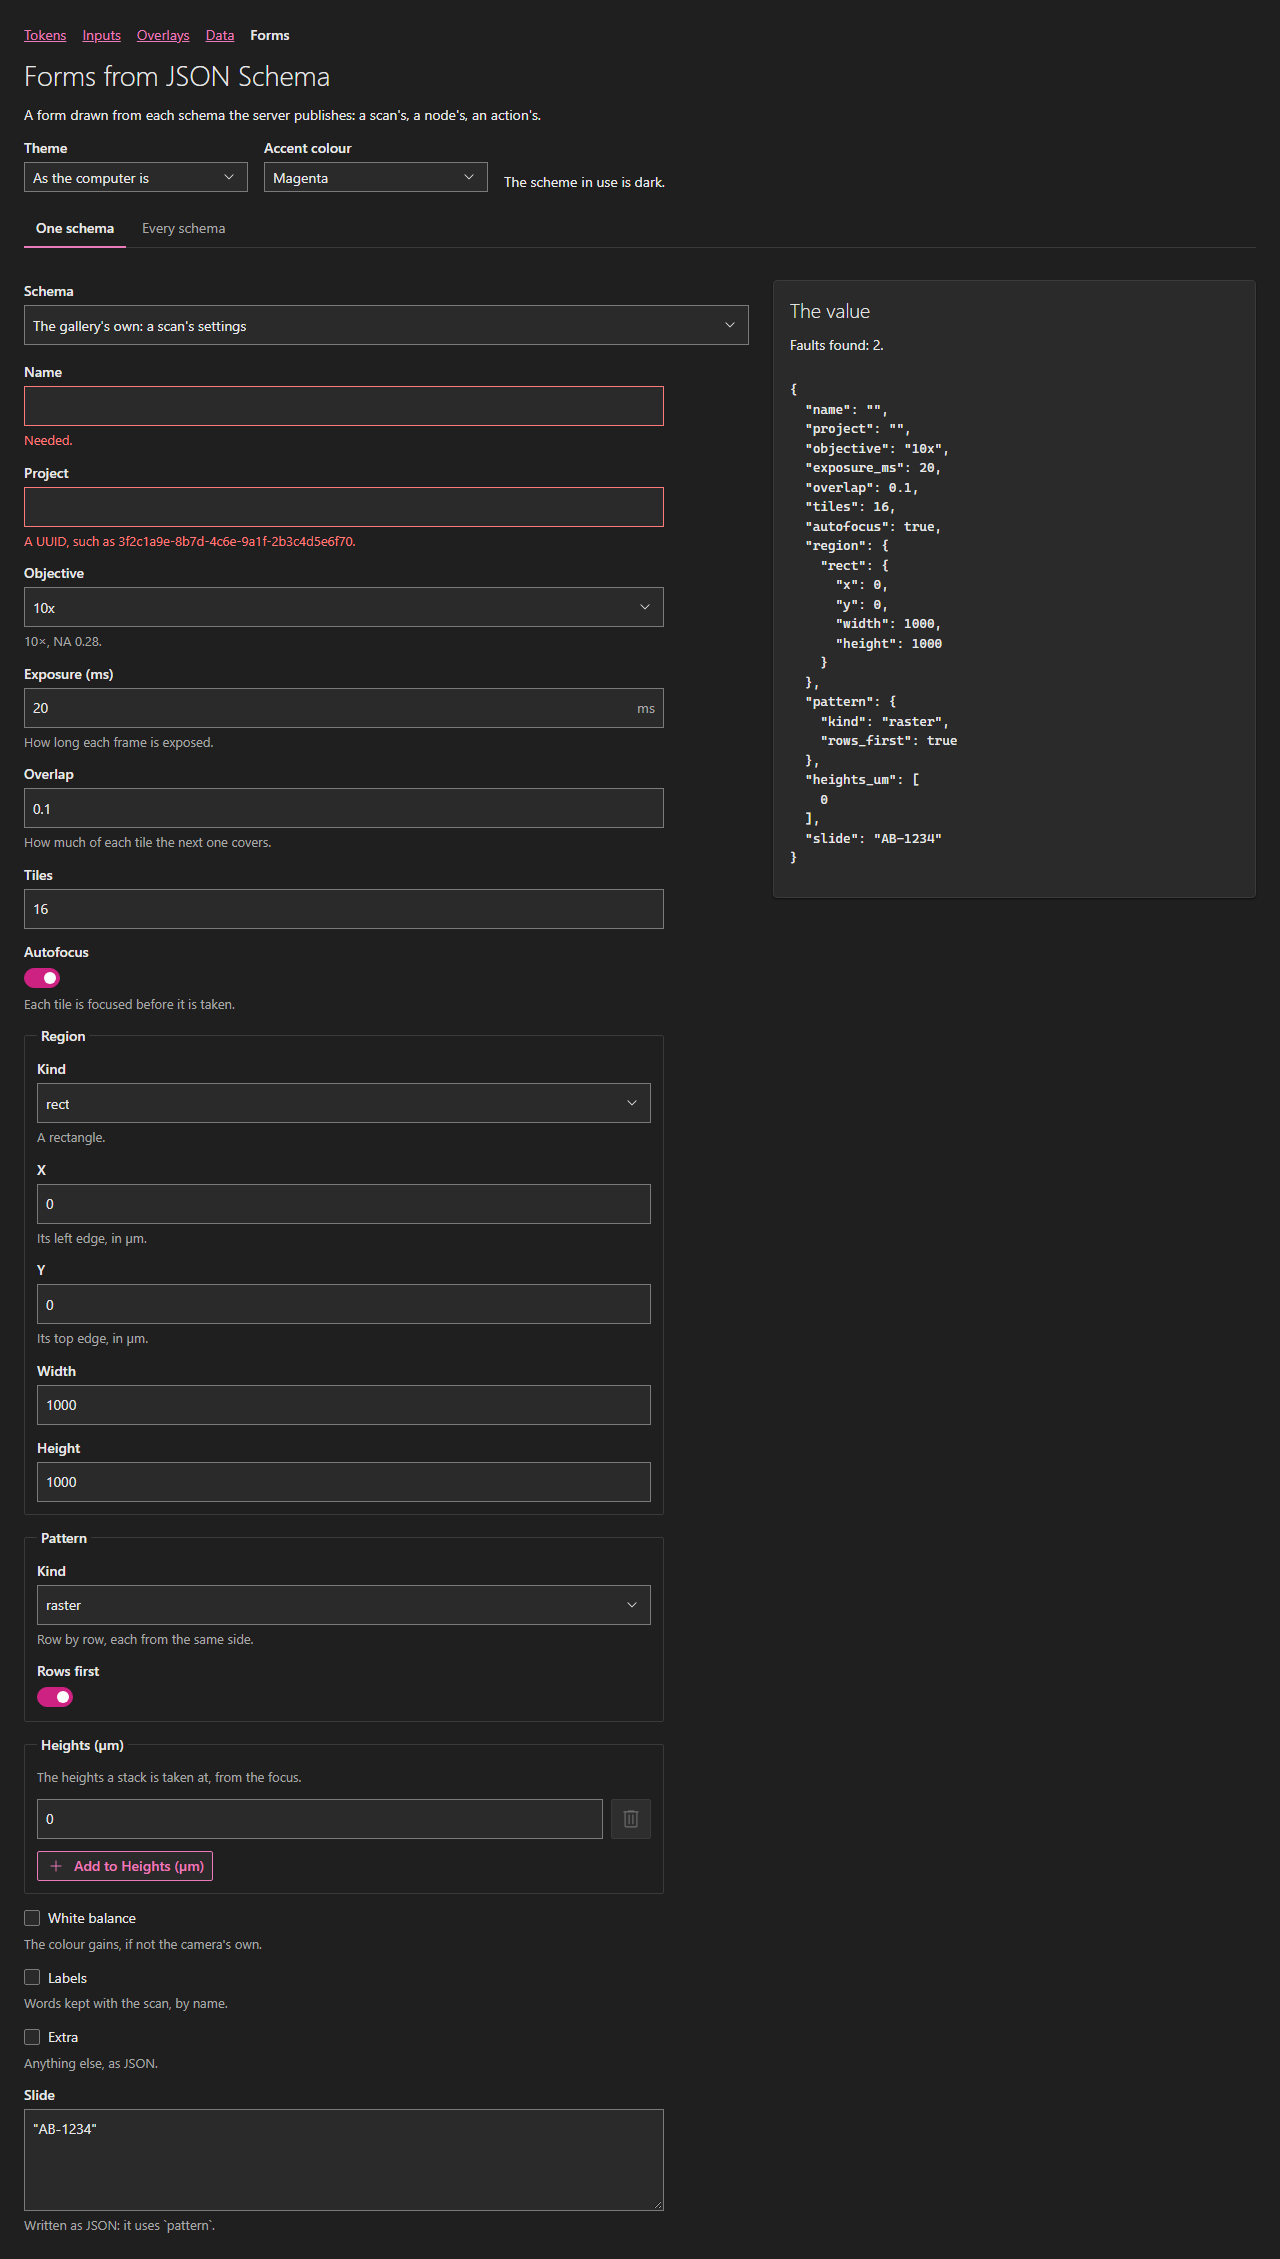 Tokens Inputs Overlays Data Forms
Forms from JSON Schema
A form drawn from each schema the server publishes: a scan's, a node's, an action's.
Theme
As the computer is
Accent colour
Magenta
The scheme in use is dark.
One schema
Every schema
Schema
The gallery's own: a scan's settings
Name
Needed.
Project
A UUID, such as 3f2c1a9e-8b7d-4c6e-9a1f-2b3c4d5e6f70.
Objective
10x
10×, NA 0.28.
Exposure (ms)
20 ms
How long each frame is exposed.
Overlap
0.1
How much of each tile the next one covers.
Tiles
16
Autofocus
Each tile is focused before it is taken.
Region
Kind
rect
A rectangle.
X
0
Its left edge, in µm.
Y
0
Its top edge, in µm.
Width
1000
Height
1000
Pattern
Kind
raster
Row by row, each from the same side.
Rows first
Heights (µm)
The heights a stack is taken at, from the focus.
0
Add to Heights (µm)
White balance
The colour gains, if not the camera's own.
Labels
Words kept with the scan, by name.
Extra
Anything else, as JSON.
Slide
"AB-1234"
Written as JSON: it uses `pattern`.
The value
Faults found: 2.
{
"name": "",
"project": "",
"objective": "10x",
"exposure_ms": 20,
"overlap": 0.1,
"tiles": 16,
"autofocus": true,
"region": {
"rect": {
"x": 0,
"y": 0,
"width": 1000,
"height": 1000
}
},
"pattern": {
"kind": "raster",
"rows_first": true
},
"heights_um": [
0
],
"slide": "AB-1234"
}